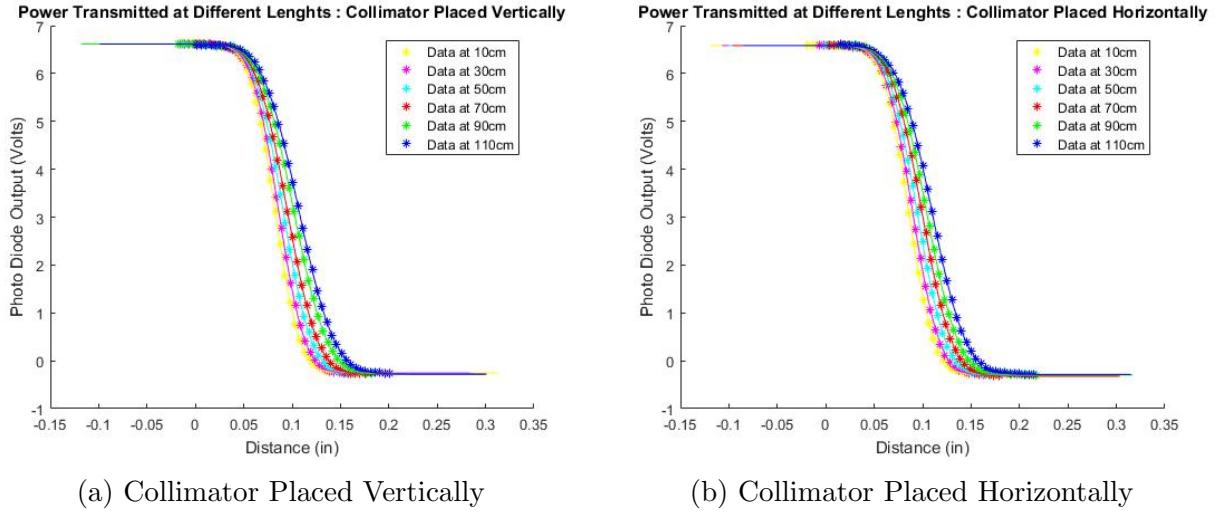 Power Transmitted at Different Lenghts : Collimator Placed Vertically
7
6
5
4
3
2
1
0
-1
Photo Diode Output (Volts)
-0.15 -0.1 -0.05 0 0.05 0.1 0.15 0.2 0.25 0.3 0.35
Distance (in)
Data at 10cm
Data at 30cm
Data at 50cm
Data at 70cm
Data at 90cm
Data at 110cm
(a) Collimator Placed Vertically
Power Transmitted at Different Lenghts : Collimator Placed Horizontally
7
6
5
4
3
2
1
0
-1
Photo Diode Output (Volts)
-0.15 -0.1 -0.05 0 0.05 0.1 0.15 0.2 0.25 0.3 0.35
Distance (in)
Data at 10cm
Data at 30cm
Data at 50cm
Data at 70cm
Data at 90cm
Data at 110cm
(b) Collimator Placed Horizontally